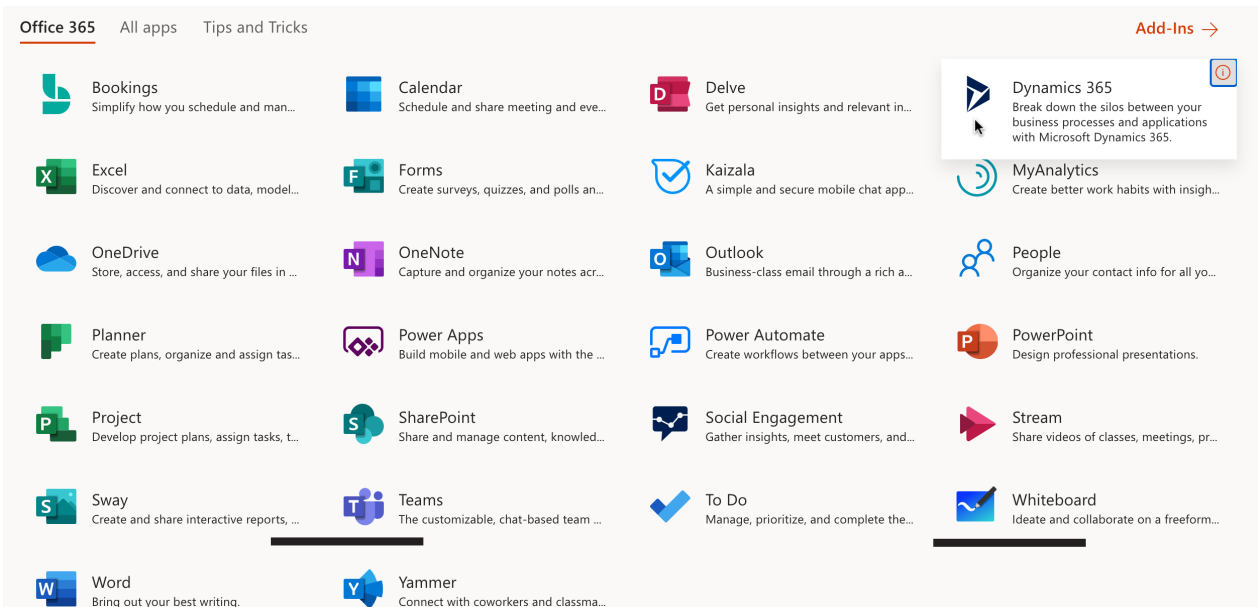 Office 365 All apps Tips and Tricks Add-Ins →
Bookings
Simplify how you schedule and man...
Calendar
Schedule and share meeting and eve...
Delve
Get personal insights and relevant in...
Dynamics 365
Break down the silos between your
business processes and applications
with Microsoft Dynamics 365.
Excel
Discover and connect to data, model...
Forms
Create surveys, quizzes, and polls an...
Kaizala
A simple and secure mobile chat app...
MyAnalytics
Create better work habits with insigh...
OneDrive
Store, access, and share your files in ...
OneNote
Capture and organize your notes acr...
Outlook
Business-class email through a rich a...
People
Organize your contact info for all yo...
Planner
Create plans, organize and assign tas...
Power Apps
Build mobile and web apps with the ...
Power Automate
Create workflows between your apps...
PowerPoint
Design professional presentations.
Project
Develop project plans, assign tasks, t...
SharePoint
Share and manage content, knowled...
Social Engagement
Gather insights, meet customers, and...
Stream
Share videos of classes, meetings, pr...
Sway
Create and share interactive reports, ...
Teams
The customizable, chat-based team ...
To Do
Manage, prioritize, and complete the...
Whiteboard
Ideate and collaborate on a freeform...
Word
Bring out your best writing.
Yammer
Connect with coworkers and classma...